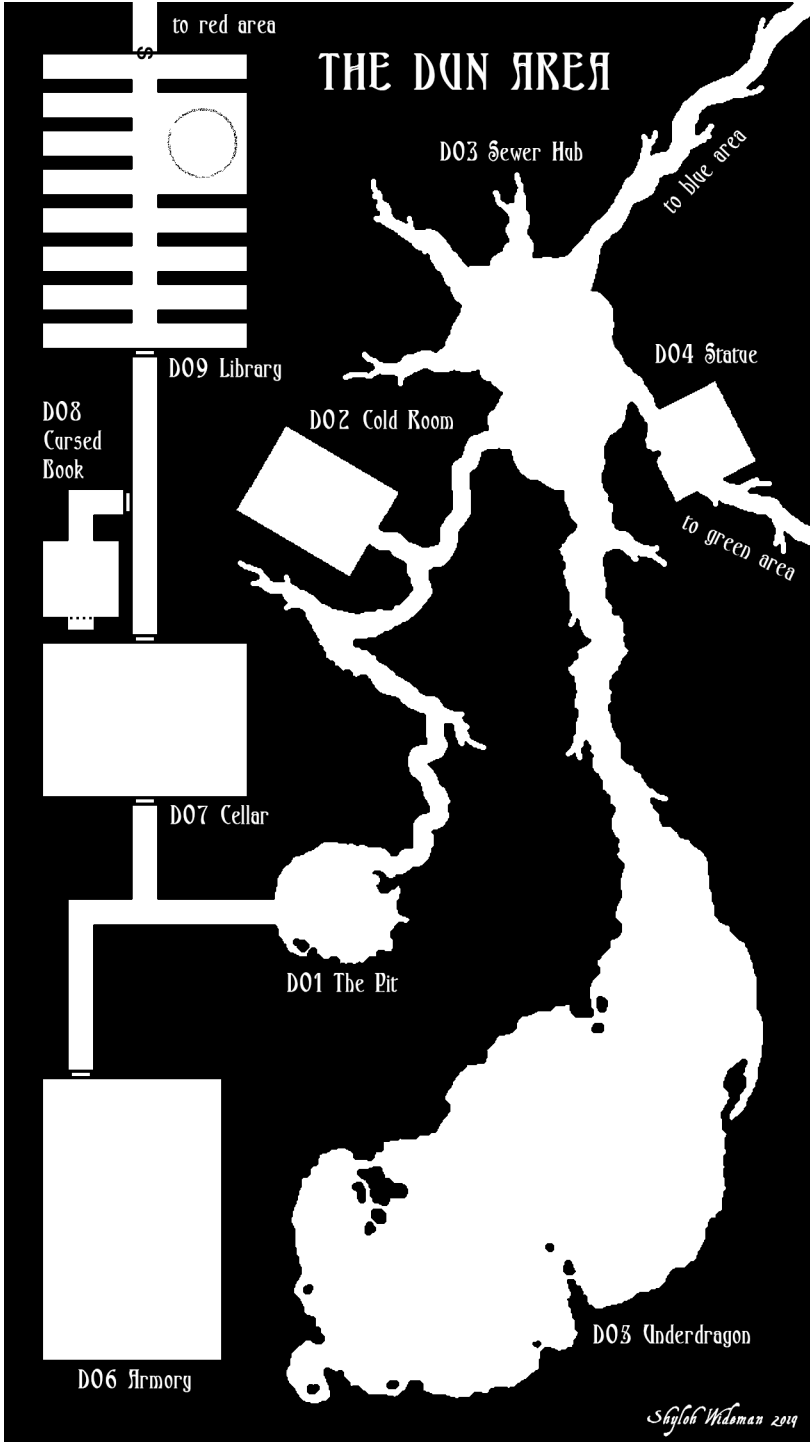 to red area
S
THE DUN AREA
D03 Sewer Hub
to blue area
D04 Statue
D09 Library
D08
Cursed
Book
D02 Cold Room
to green area
D07 Cellar
D01 The Pit
D03 Underdragon
D06 Armory
Shyloh Wideman 2019